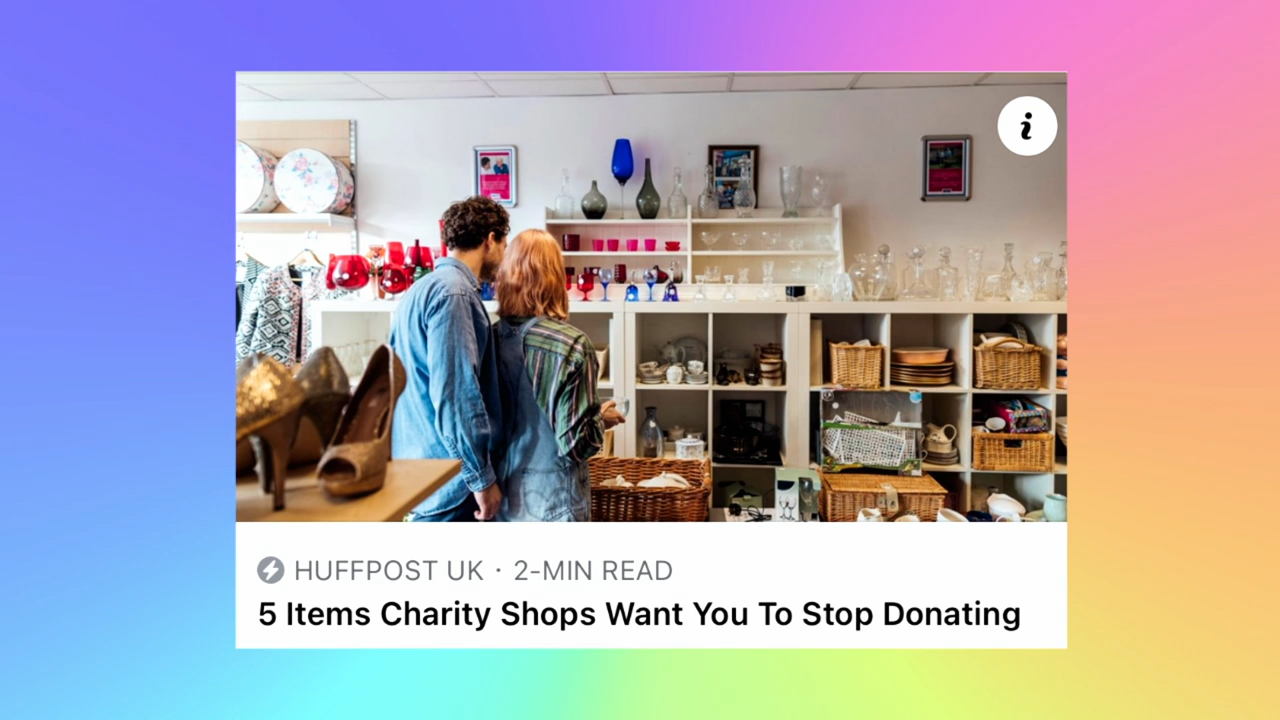 i
HUFFPOST UK · 2-MIN READ
5 Items Charity Shops Want You To Stop Donating